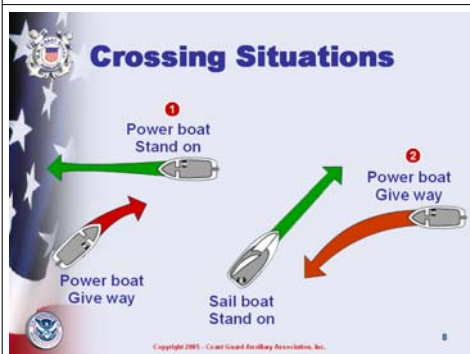 Crossing Situations
1
Power boat
Stand on
Power boat
Give way
2
Power boat
Give way
Sail boat
Stand on
Copyright 2005 - Coast Guard Auxiliary Association, Inc.
8